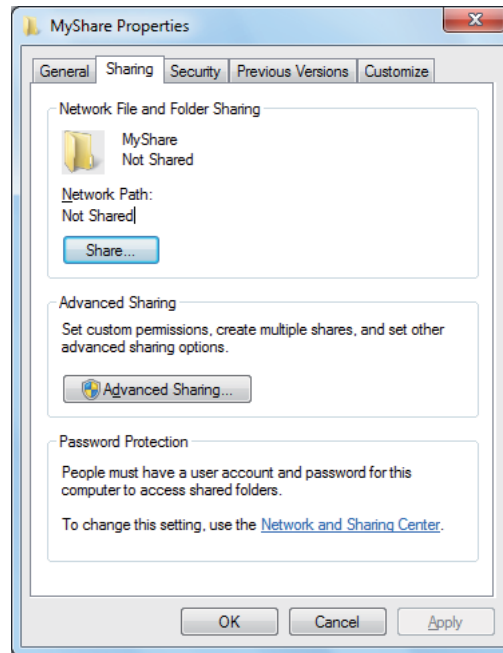 MyShare Properties
General
Sharing
Security
Previous Versions
Customize
Network File and Folder Sharing
MyShare
Not Shared
Network Path:
Not Shared
Share...
Advanced Sharing
Set custom permissions, create multiple shares, and set other
advanced sharing options.
Advanced Sharing...
Password Protection
People must have a user account and password for this
computer to access shared folders.
To change this setting, use the Network and Sharing Center.
OK
Cancel
Apply